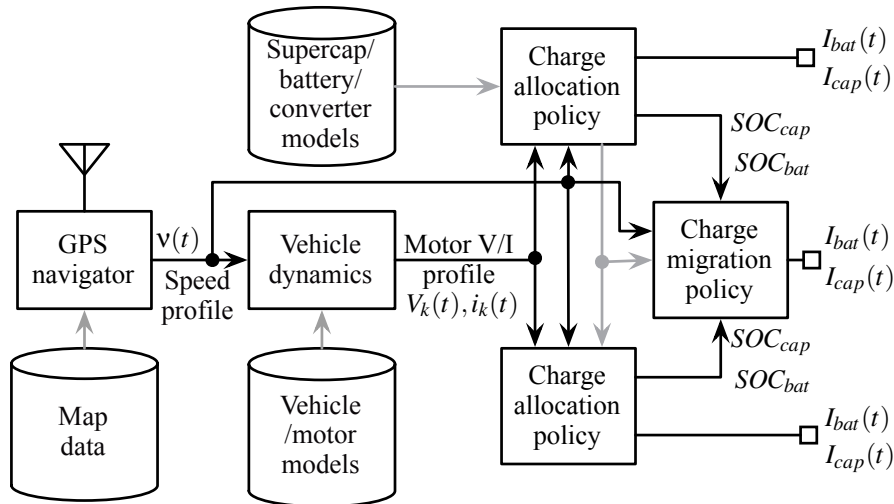 Supercap/
battery/
converter
models
Charge
allocation
policy
I_bat(t)
I_cap(t)
SOC_cap
SOC_bat
GPS
navigator
ν(t)
Speed
profile
Vehicle
dynamics
Motor V/I
profile
V_k(t), i_k(t)
Charge
migration
policy
I_bat(t)
I_cap(t)
Map
data
Vehicle
/motor
models
Charge
allocation
policy
SOC_cap
SOC_bat
I_bat(t)
I_cap(t)